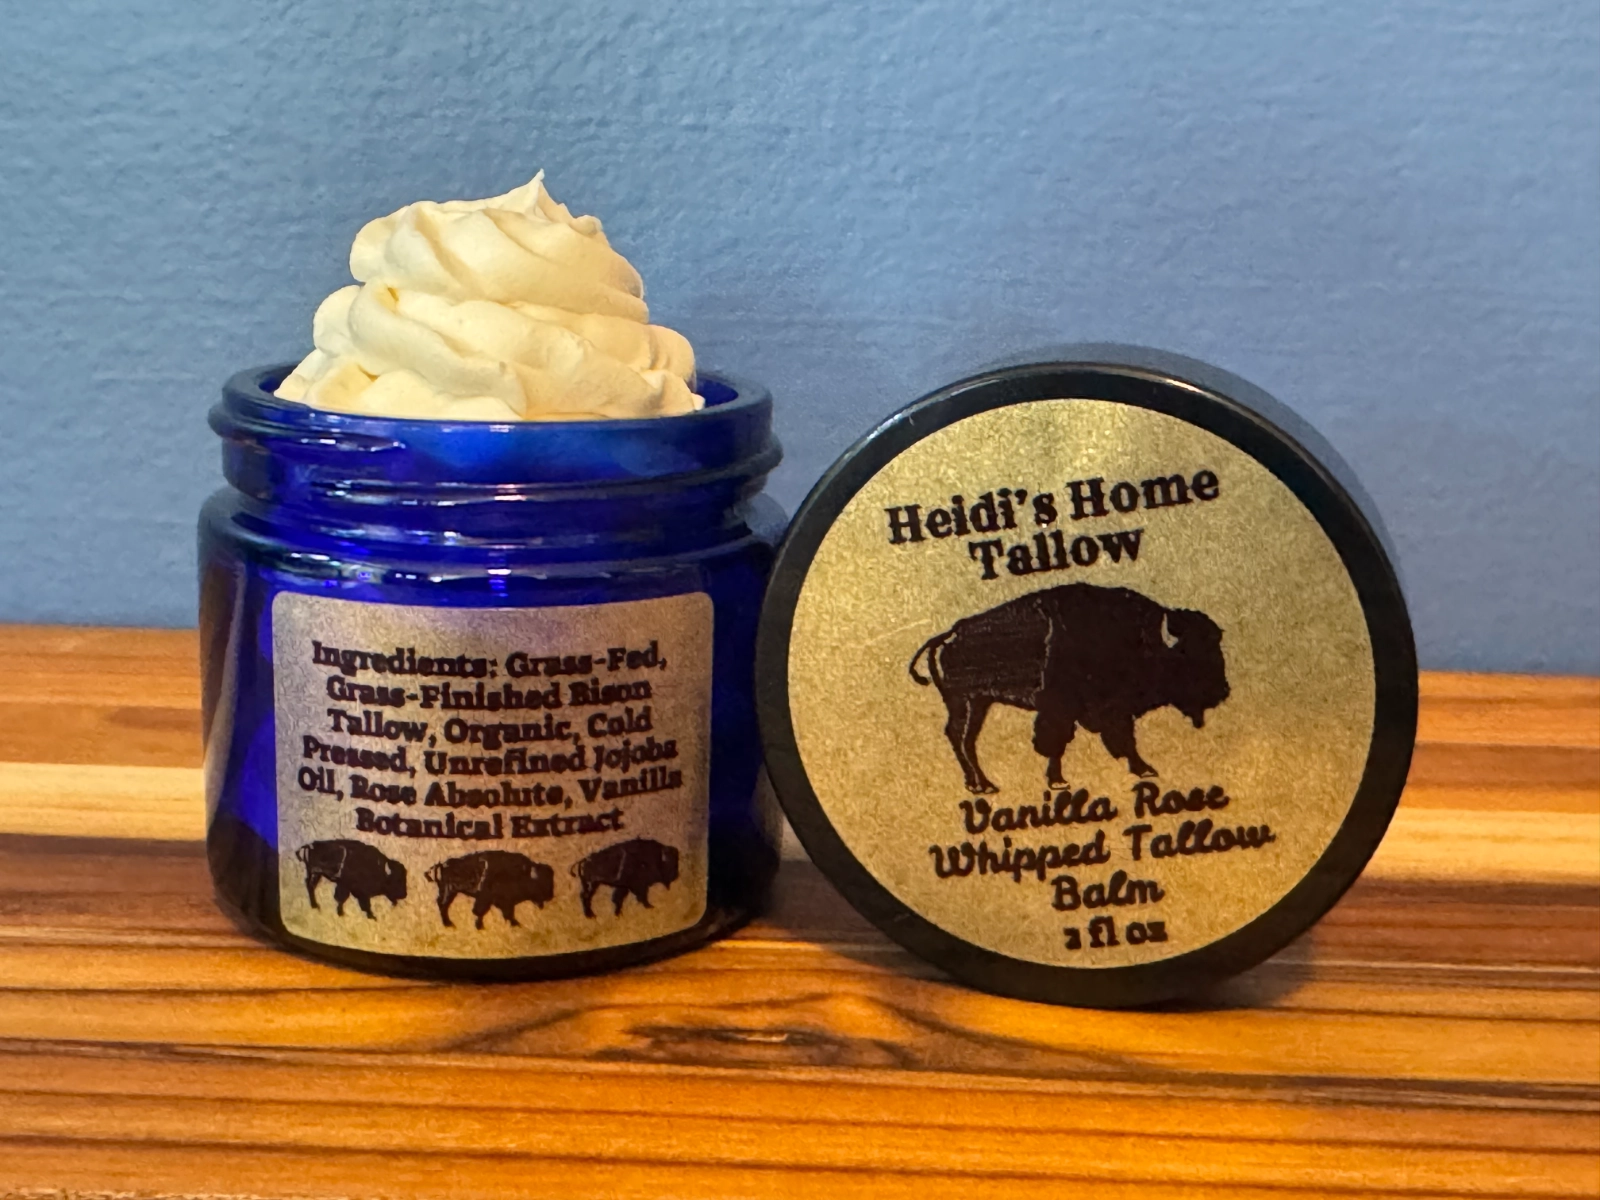 Ingredients: Grass-Fed,
Grass-Finished Bison
Tallow, Organic, Cold
Pressed, Unrefined Jojoba
Oil, Rose Absolute, Vanilla
Botanical Extract
Heidi's Home
Tallow
Vanilla Rose
Whipped Tallow
Balm
2 fl oz